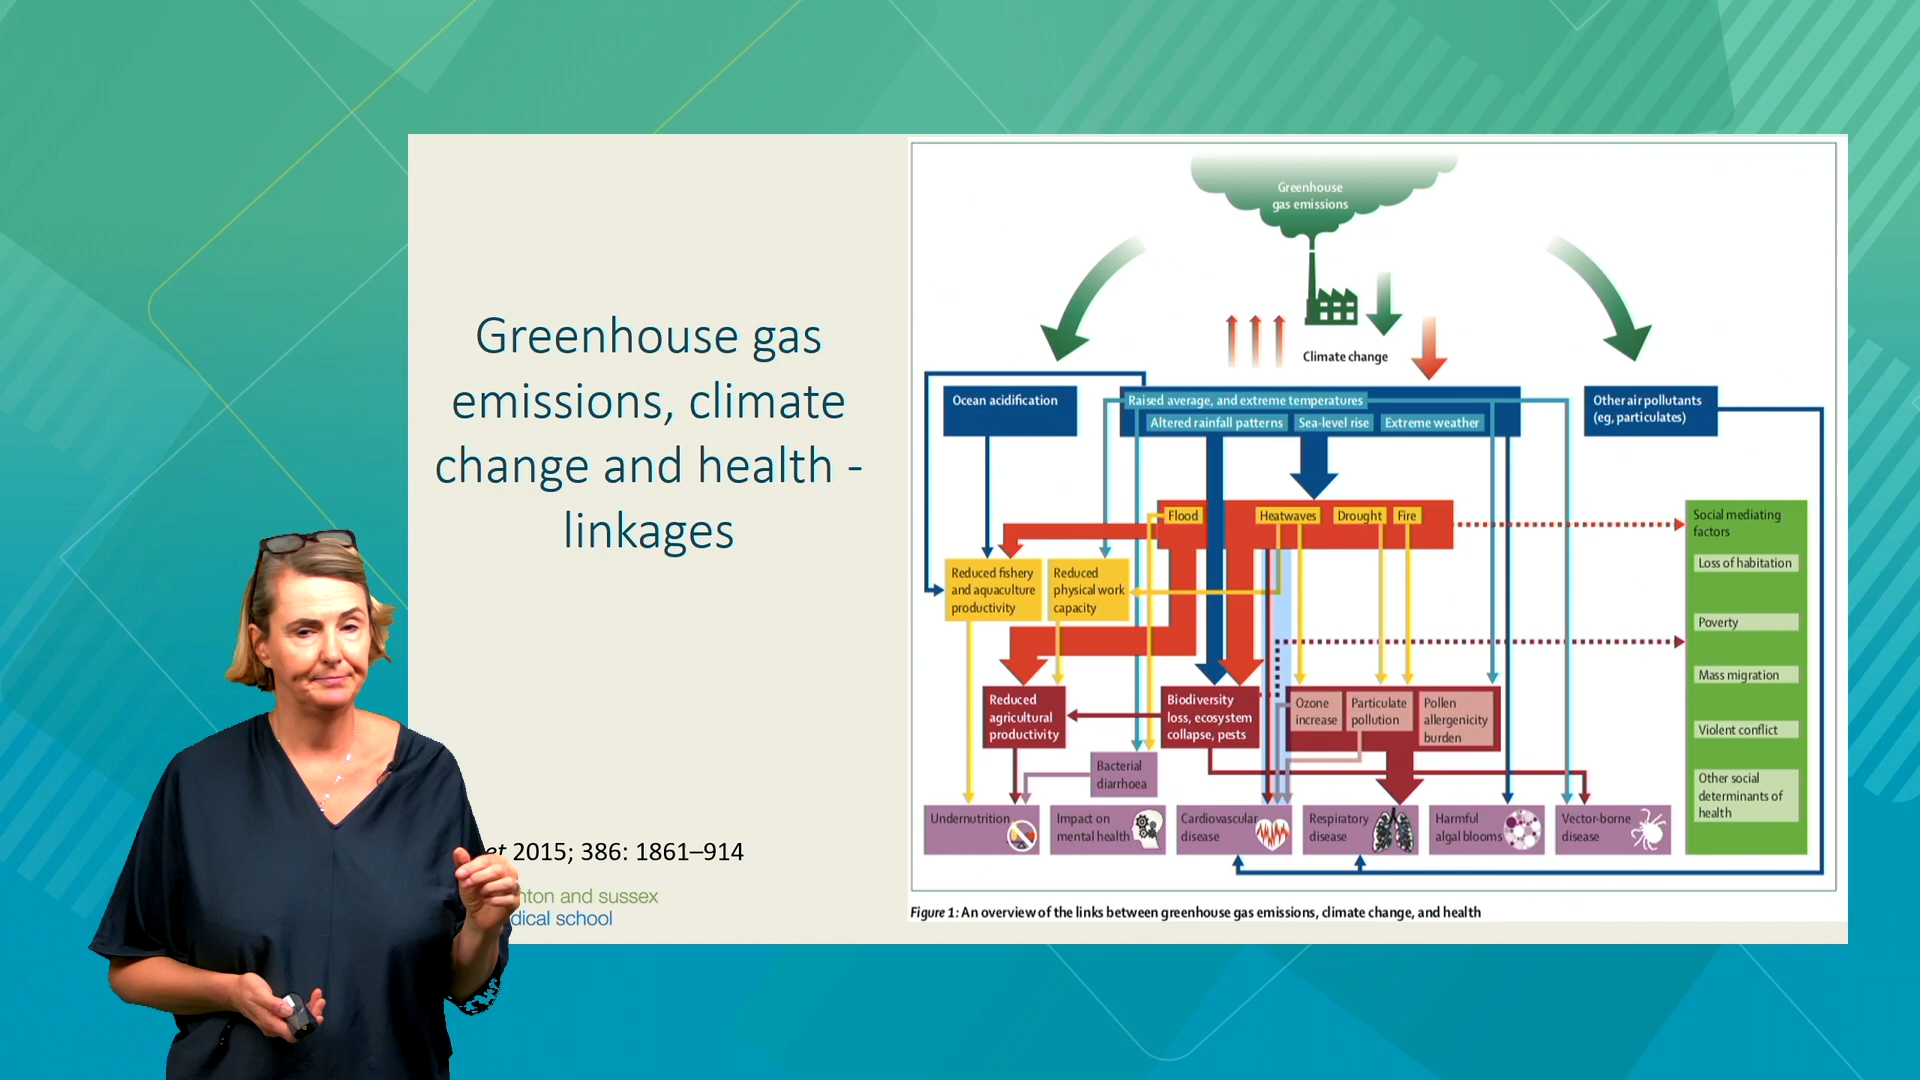 Greenhouse gas
emissions, climate
change and health -
linkages
et 2015; 386: 1861–914
nton and sussex
dical school
Greenhouse
gas emissions
Climate change
Ocean acidification
Raised average, and extreme temperatures
Altered rainfall patterns
Sea-level rise
Extreme weather
Other air pollutants
(eg, particulates)
Flood
Heatwaves
Drought
Fire
Social mediating
factors
Loss of habitation
Poverty
Mass migration
Violent conflict
Other social
determinants of
health
Reduced fishery
and aquaculture
productivity
Reduced
physical work
capacity
Reduced
agricultural
productivity
Biodiversity
loss, ecosystem
collapse, pests
Ozone
increase
Particulate
pollution
Pollen
allergenicity
burden
Bacterial
diarrhoea
Undernutrition
Impact on
mental health
Cardiovascular
disease
Respiratory
disease
Harmful
algal blooms
Vector-borne
disease
Figure 1: An overview of the links between greenhouse gas emissions, climate change, and health